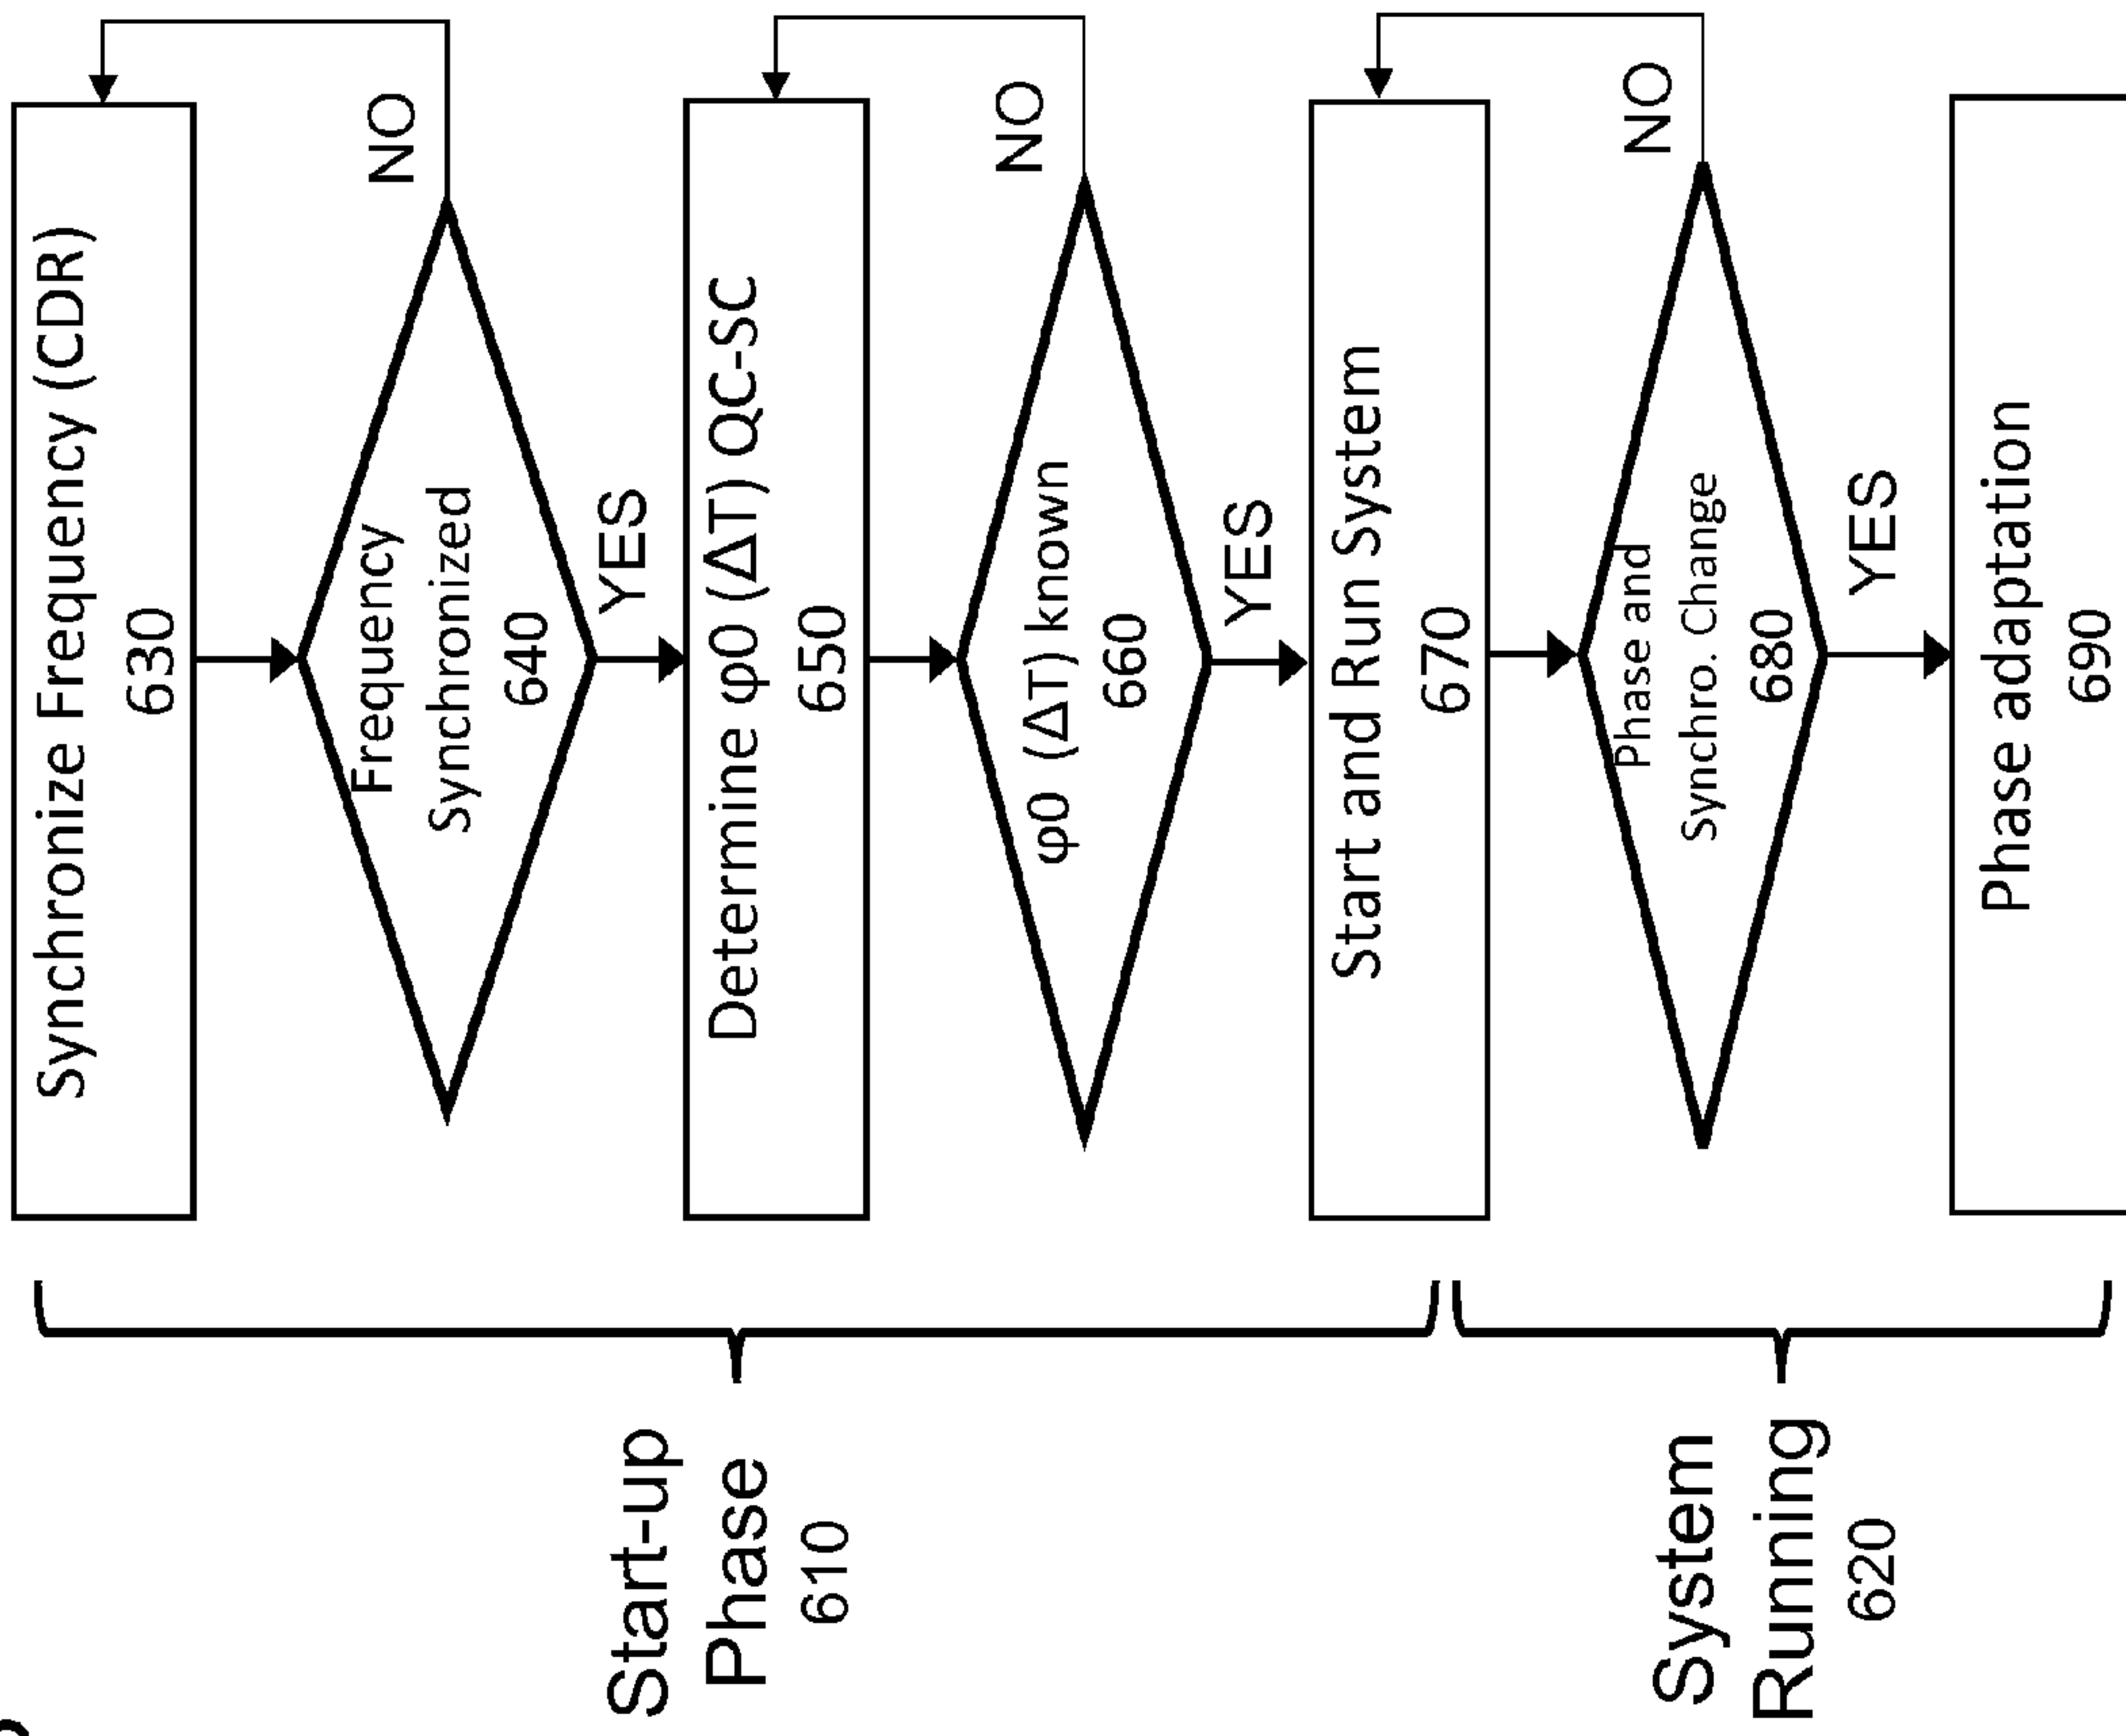 Synchronize Frequency (CDR)
630
Frequency
Synchronized
640
NO
YES
Determine φ0 (ΔT) QC-SC
650
φ0 (ΔT) known
660
NO
YES
Start and Run System
670
Phase and
Synchro. Change
680
NO
YES
Phase adaptation
690
Start-up
Phase
610
System
Running
620